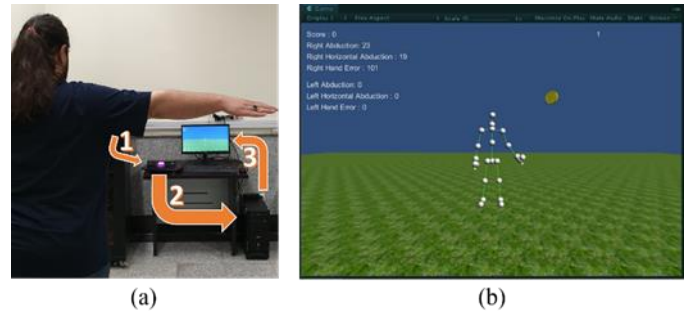 1
2
3
Score : 0
1
Right Abduction: 23
Right Horizontal Abduction : 19
Right Hand Error : 101
Left Abduction: 0
Left Horizontal Abduction : 0
Left Hand Error : 0
(a)
(b)